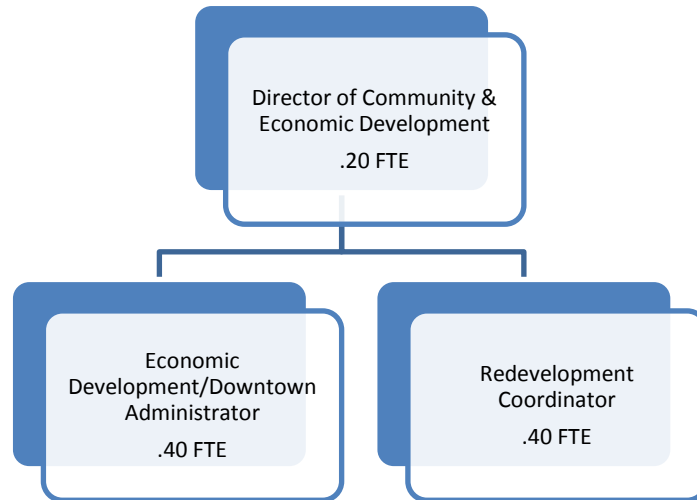 Director of Community &
Economic Development
.20 FTE
Economic
Development/Downtown
Administrator
.40 FTE
Redevelopment
Coordinator
.40 FTE